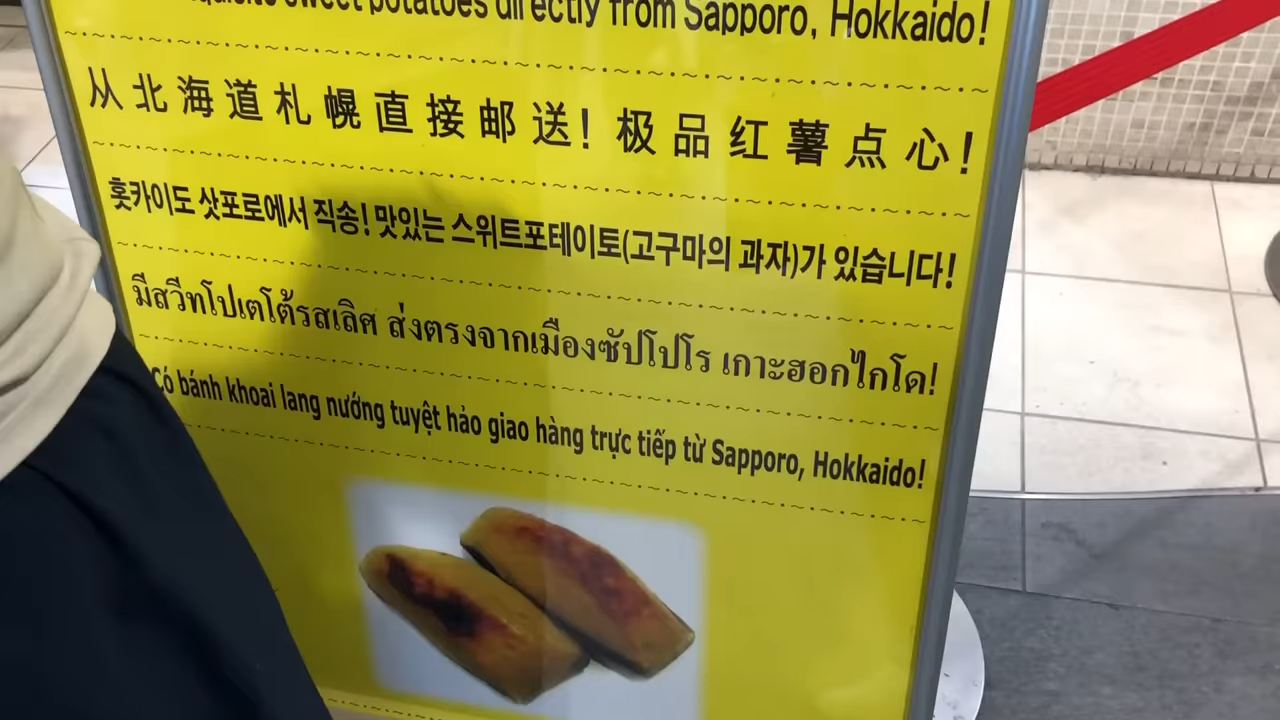 sweet potatoes directly from Sapporo, Hokkaido!
从北海道札幌直接邮送! 极品红薯点心!
홋카이도 삿포로에서 직송! 맛있는 스위트포테이토(고구마의 과자)가 있습니다!
มีสวีทโปเตโต้รสเลิศ ส่งตรงจากเมืองซัปโปโร เกาะฮอกไกโด!
Có bánh khoai lang nướng tuyệt hảo giao hàng trực tiếp từ Sapporo, Hokkaido!